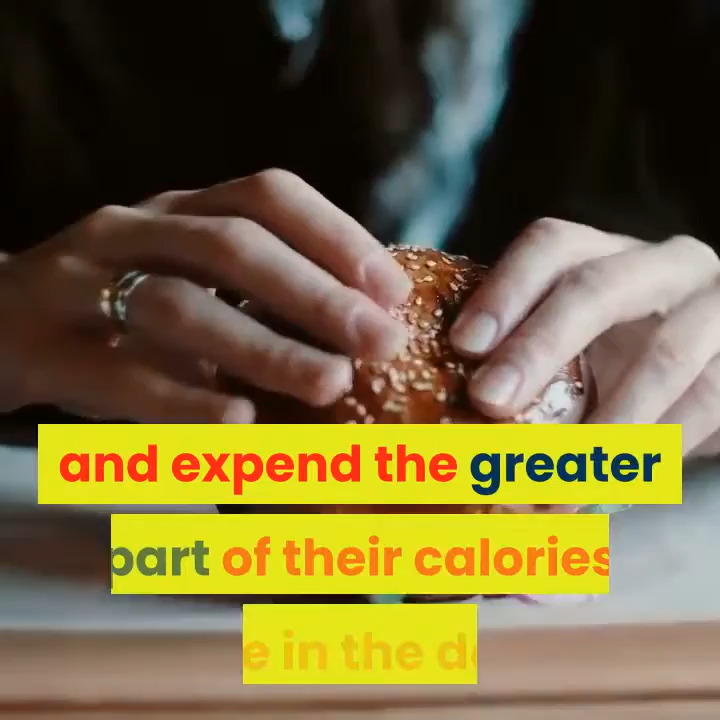 and expend the greater
part of their calories
in the